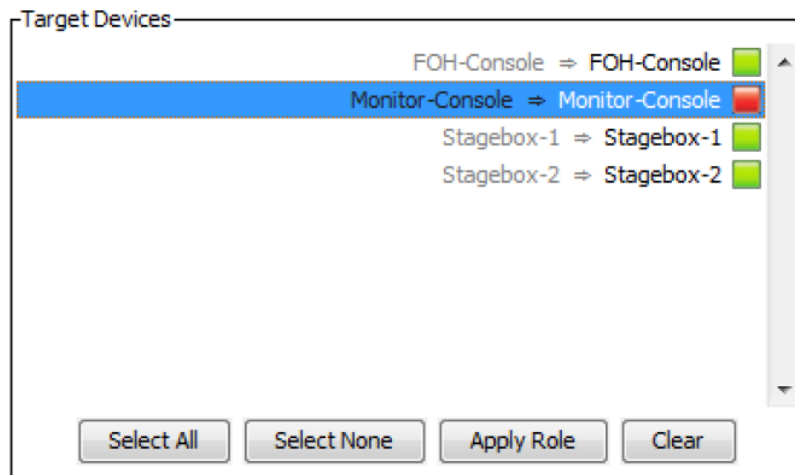 Target Devices
FOH-Console ⇒ FOH-Console
Monitor-Console ⇒ Monitor-Console
Stagebox-1 ⇒ Stagebox-1
Stagebox-2 ⇒ Stagebox-2
Select All Select None Apply Role Clear